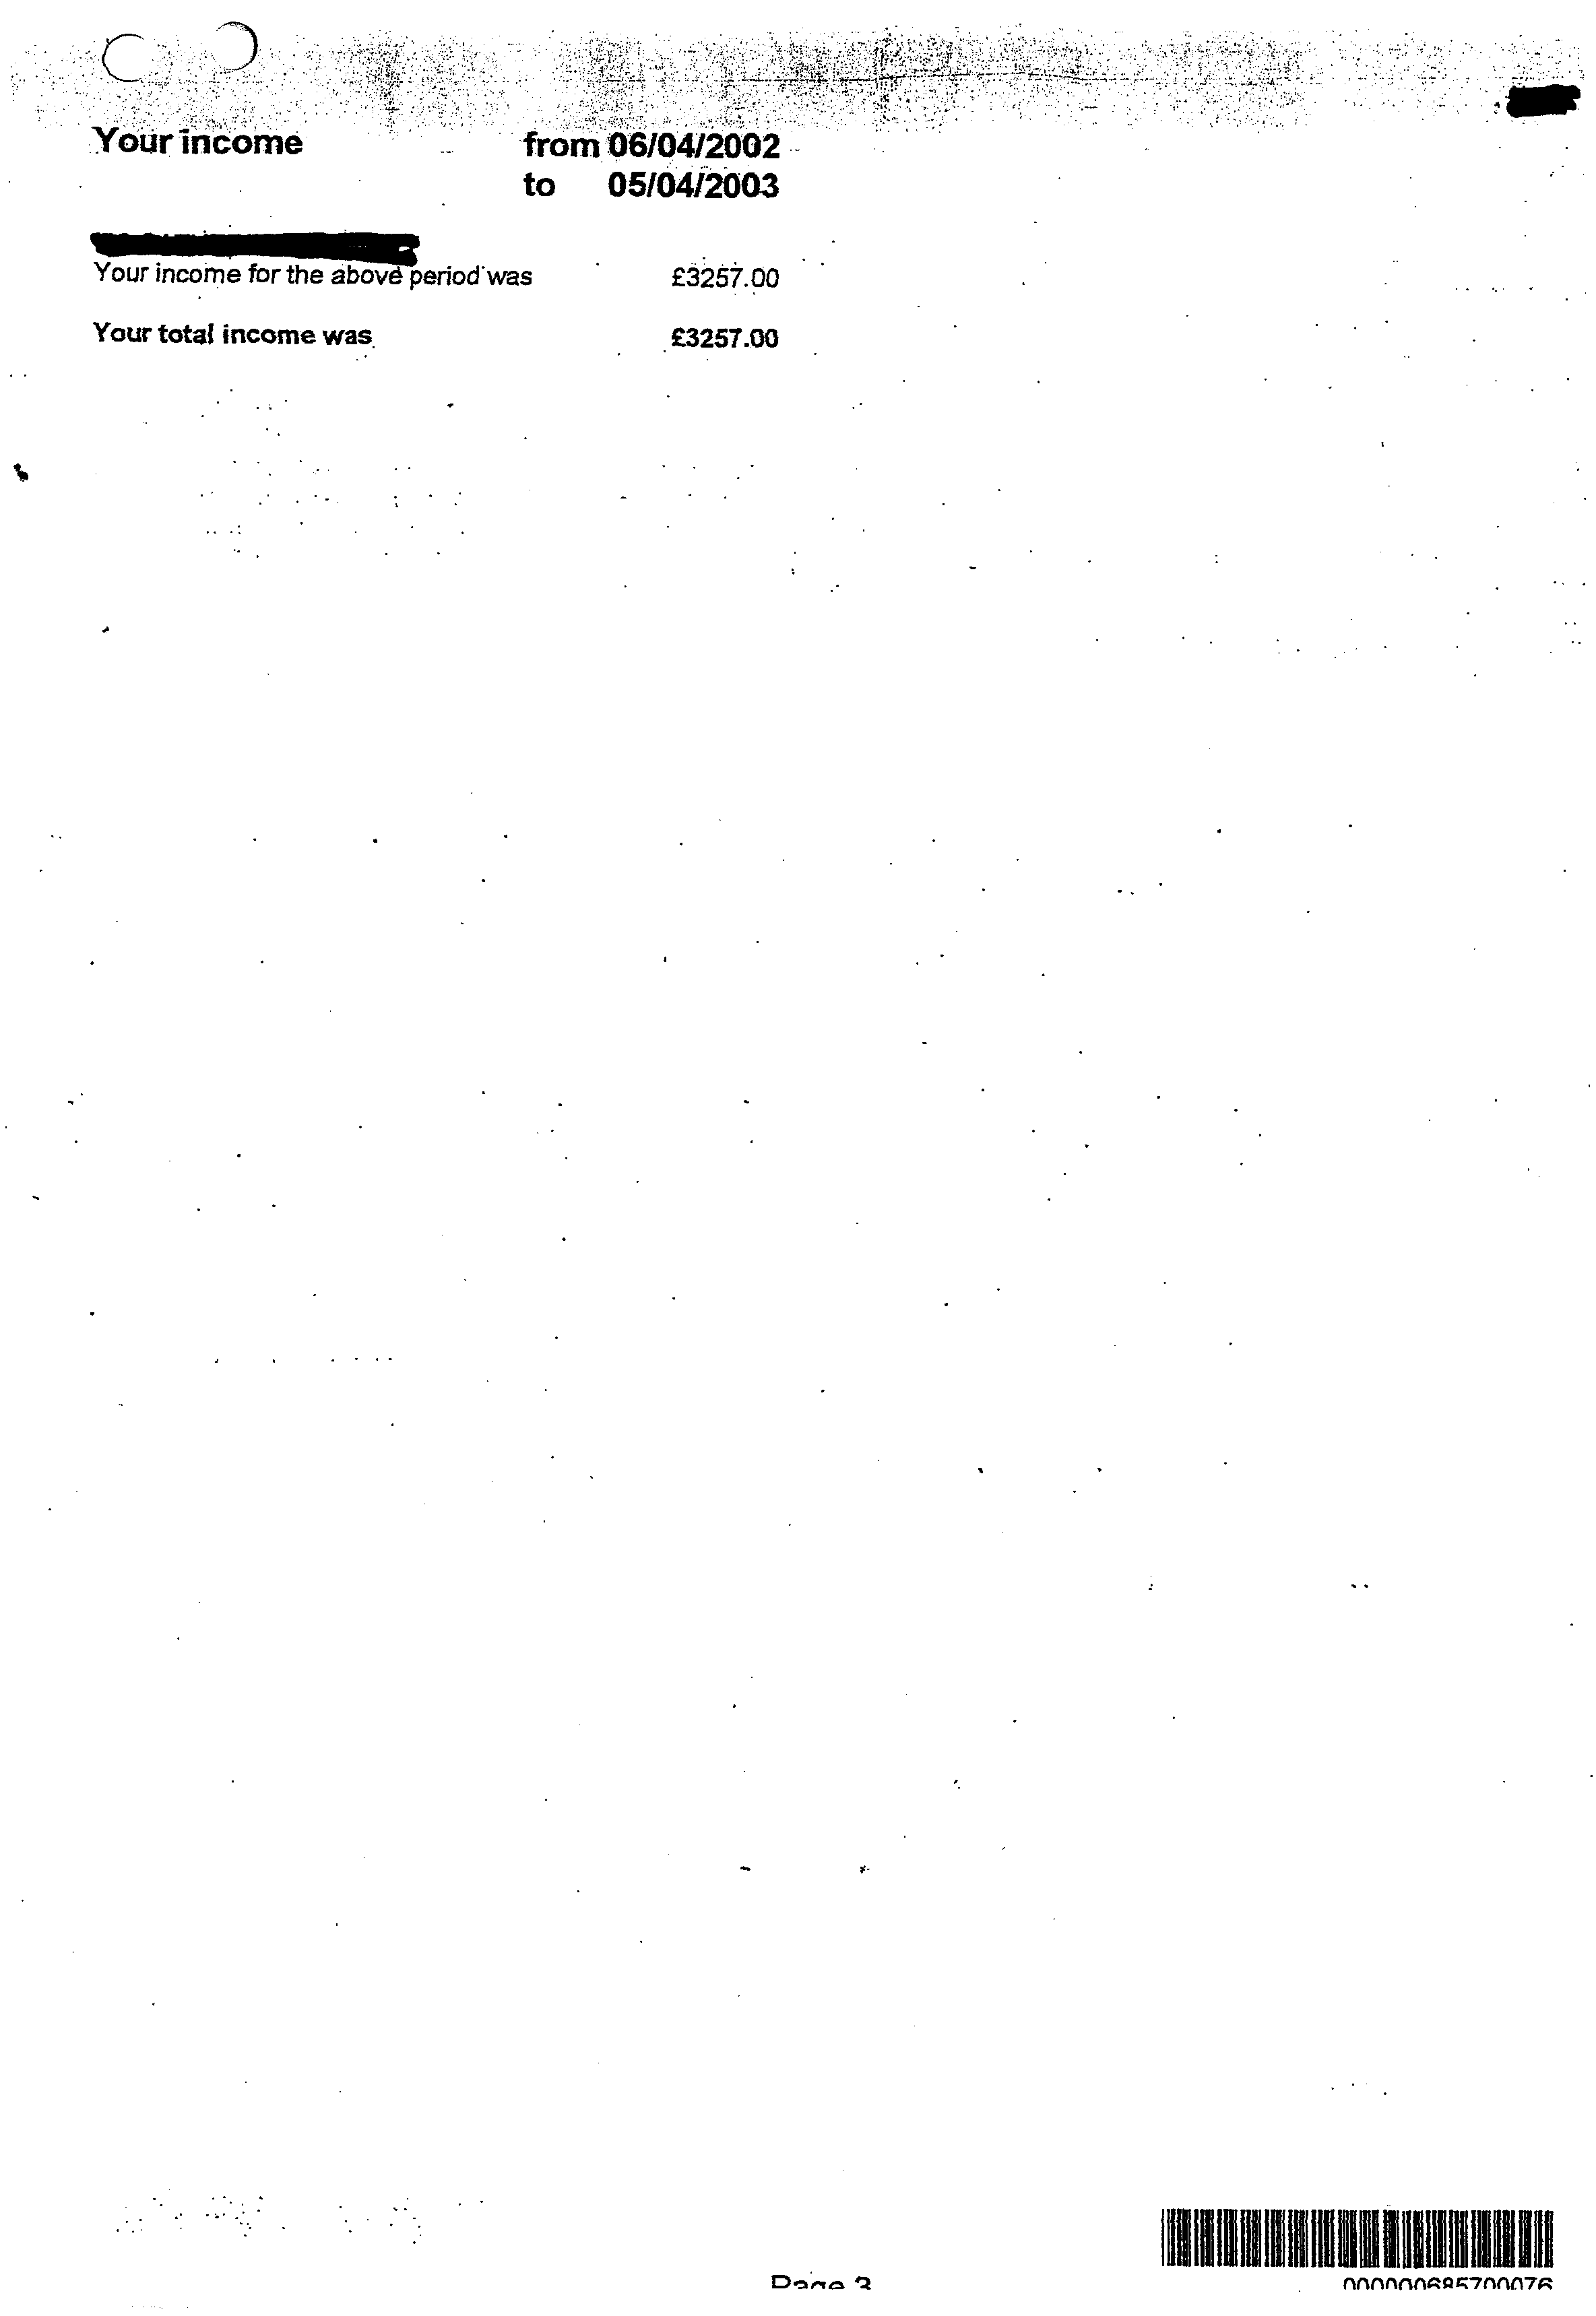 Your income from 06/04/2002
to 05/04/2003
Your income for the above period was £3257.00
Your total income was £3257.00
Page 3
000000685700076